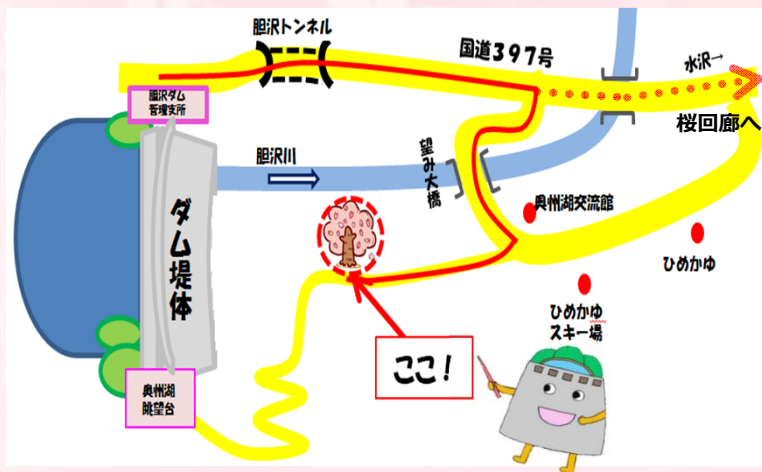 胆沢トンネル
国道397号
水沢→
桜回廊へ
胆沢ダム
管理支所
胆沢川
望み大橋
ダム堤体
奥州湖交流館
ひめかゆ
ひめかゆ
スキー場
ここ!
奥州湖
眺望台